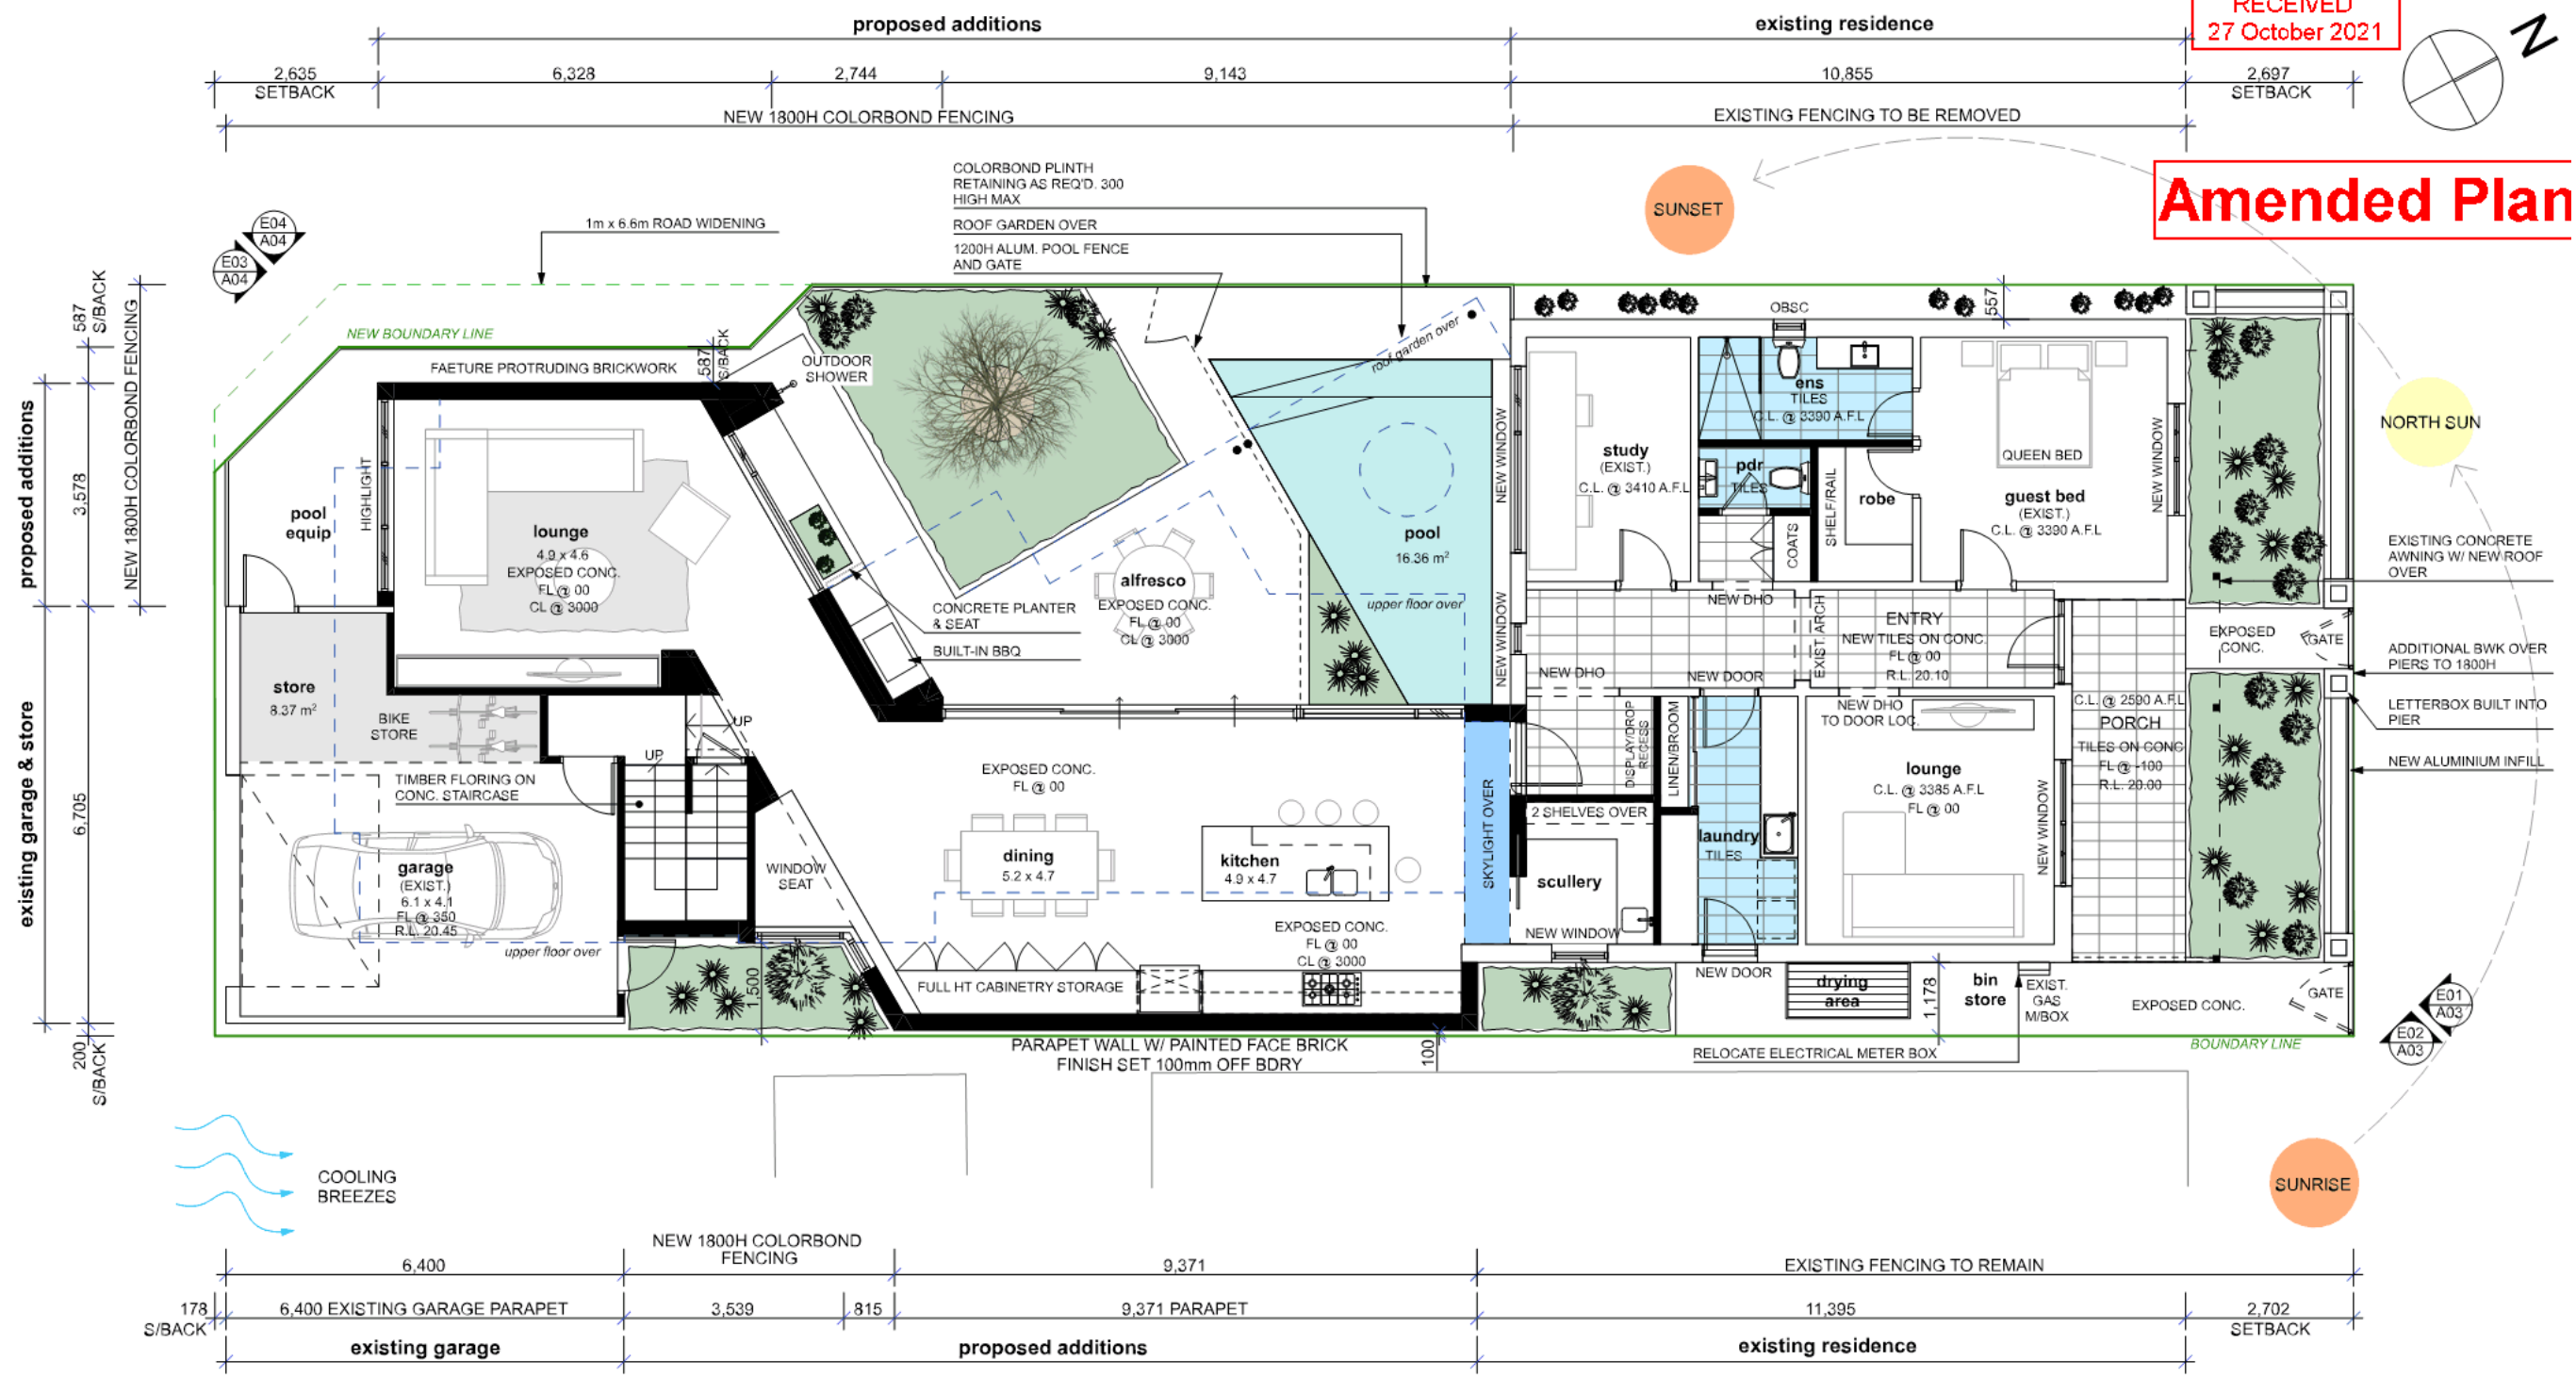 RECEIVED
27 October 2021
N
Amended Plan
proposed additions
existing residence
2,635
SETBACK
6,328
2,744
9,143
10,855
2,697
SETBACK
NEW 1800H COLORBOND FENCING
EXISTING FENCING TO BE REMOVED
COLORBOND PLINTH
RETAINING AS REQ'D. 300
HIGH MAX
ROOF GARDEN OVER
1200H ALUM. POOL FENCE
AND GATE
1m x 6.6m ROAD WIDENING
SUNSET
E04
A04
E03
A04
587
S/BACK
NEW 1800H COLORBOND FENCING
proposed additions
3,578
existing garage & store
6,705
200
S/BACK
NEW BOUNDARY LINE
FAETURE PROTRUDING BRICKWORK
587
S/BACK
OUTDOOR
SHOWER
roof garden over
OBSC
557
HIGHLIGHT
pool
equip
lounge
4.9 x 4.6
EXPOSED CONC.
FL @ 00
CL @ 3000
CONCRETE PLANTER
& SEAT
BUILT-IN BBQ
alfresco
EXPOSED CONC.
FL @ 00
CL @ 3000
pool
16.36 m²
upper floor over
NEW WINDOW
NEW WINDOW
study
(EXIST.)
C.L. @ 3410 A.F.L
ens
TILES
C.L. @ 3390 A.F.L
pdr
TILES
COATS
SHELF/RAIL
robe
QUEEN BED
guest bed
(EXIST.)
C.L. @ 3390 A.F.L
NEW WINDOW
NORTH SUN
EXISTING CONCRETE
AWNING W/ NEW ROOF
OVER
NEW DHO
EXIST. ARCH
ENTRY
NEW TILES ON CONC.
FL @ 00
R.L. 20.10
EXPOSED
CONC.
GATE
ADDITIONAL BWK OVER
PIERS TO 1800H
LETTERBOX BUILT INTO
PIER
NEW ALUMINIUM INFILL
NEW DHO
NEW DOOR
NEW DHO
TO DOOR LOC.
C.L. @ 2590 A.F.L
PORCH
TILES ON CONC
FL @ -100
R.L. 20.00
store
8.37 m²
BIKE
STORE
UP
UP
TIMBER FLORING ON
CONC. STAIRCASE
EXPOSED CONC.
FL @ 00
SKYLIGHT OVER
DISPLAY/DROP
RECESS
LINEN/BROOM
lounge
C.L. @ 3385 A.F.L
FL @ 00
NEW WINDOW
2 SHELVES OVER
laundry
TILES
garage
(EXIST.)
6.1 x 4.1
FL @ 350
R.L. 20.45
WINDOW
SEAT
dining
5.2 x 4.7
kitchen
4.9 x 4.7
scullery
upper floor over
EXPOSED CONC.
FL @ 00
CL @ 3000
NEW WINDOW
1,500
FULL HT CABINETRY STORAGE
NEW DOOR
drying
area
1,178
bin
store
EXIST.
GAS
M/BOX
EXPOSED CONC.
GATE
E01
A03
E02
A03
PARAPET WALL W/ PAINTED FACE BRICK
FINISH SET 100mm OFF BDRY
100
RELOCATE ELECTRICAL METER BOX
BOUNDARY LINE
COOLING
BREEZES
SUNRISE
NEW 1800H COLORBOND
FENCING
6,400
9,371
EXISTING FENCING TO REMAIN
178
S/BACK
6,400 EXISTING GARAGE PARAPET
3,539
815
9,371 PARAPET
11,395
2,702
SETBACK
existing garage
proposed additions
existing residence